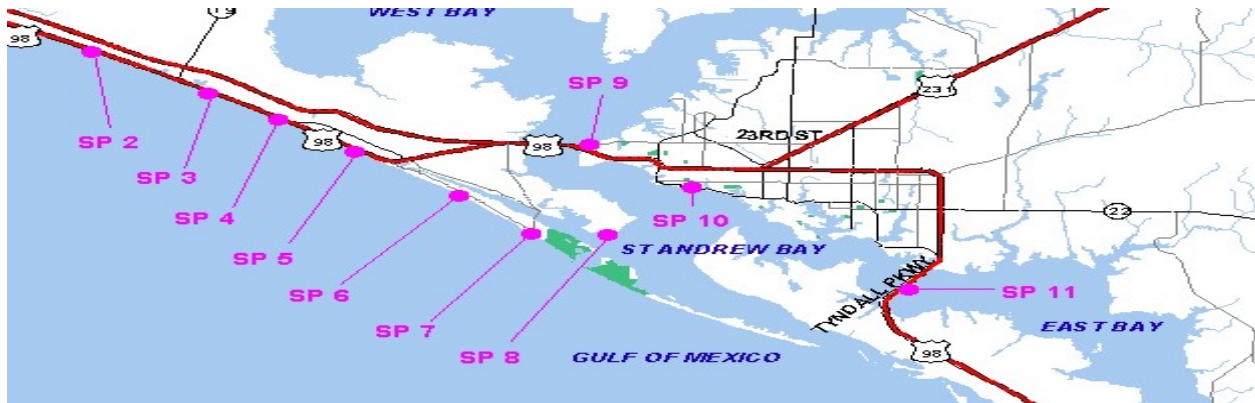 WEST BAY
79
98
SP 9
231
SP 2
23RD ST
98
98
SP 3
SP 4
SP 10
22
SP 5
ST ANDREW BAY
SP 6
TYNDALL PKWY
SP 11
SP 7
EAST BAY
SP 8
GULF OF MEXICO
98